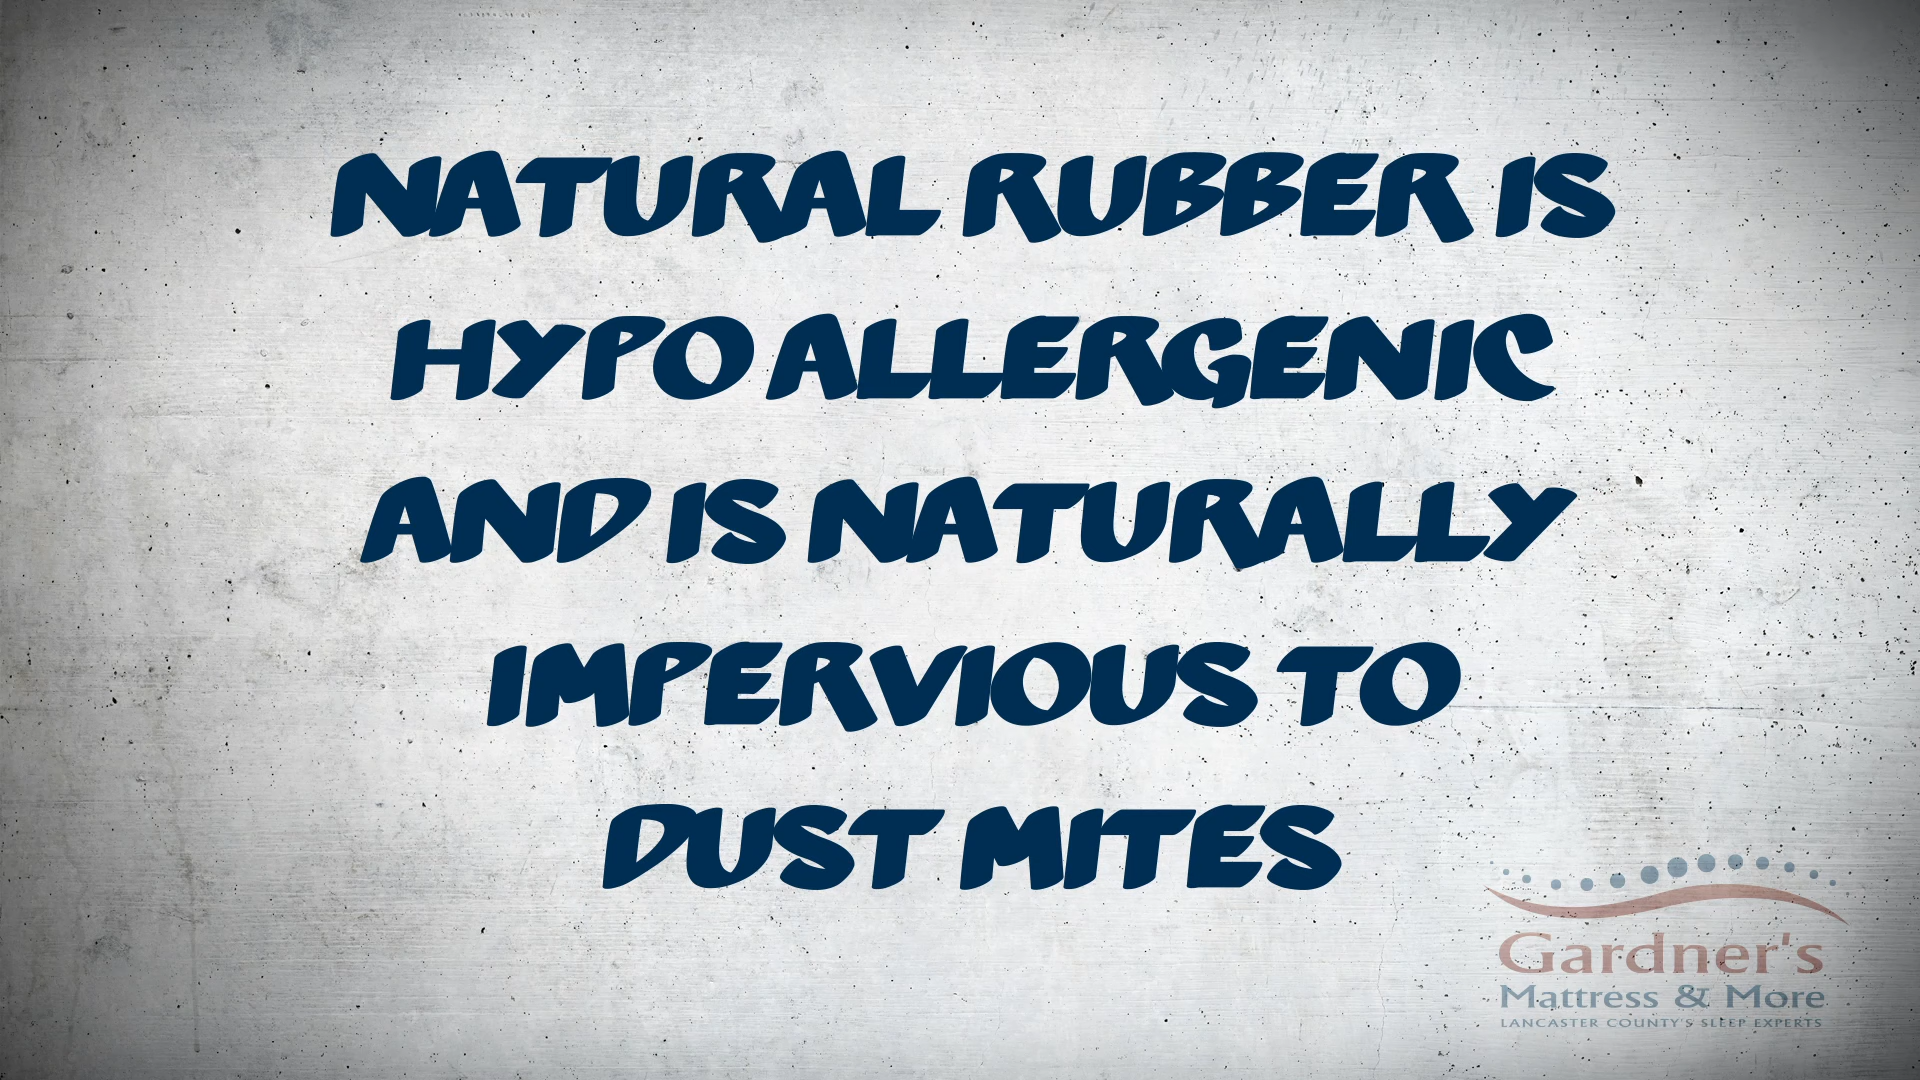 NATURAL RUBBER IS
HYPO ALLERGENIC
AND IS NATURALLY
IMPERVIOUS TO
DUST MITES
Gardner's
Mattress & More
LANCASTER COUNTY'S SLEEP EXPERTS